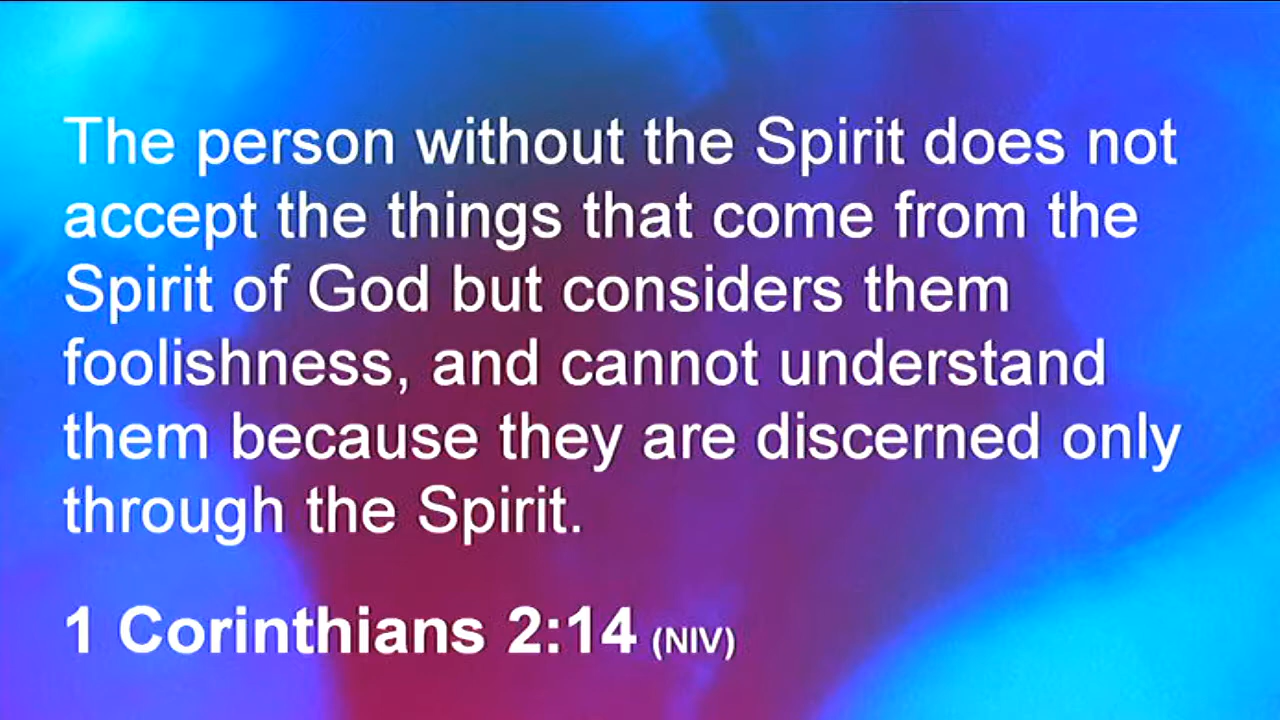 The person without the Spirit does not
accept the things that come from the
Spirit of God but considers them
foolishness, and cannot understand
them because they are discerned only
through the Spirit.
1 Corinthians 2:14 (NIV)